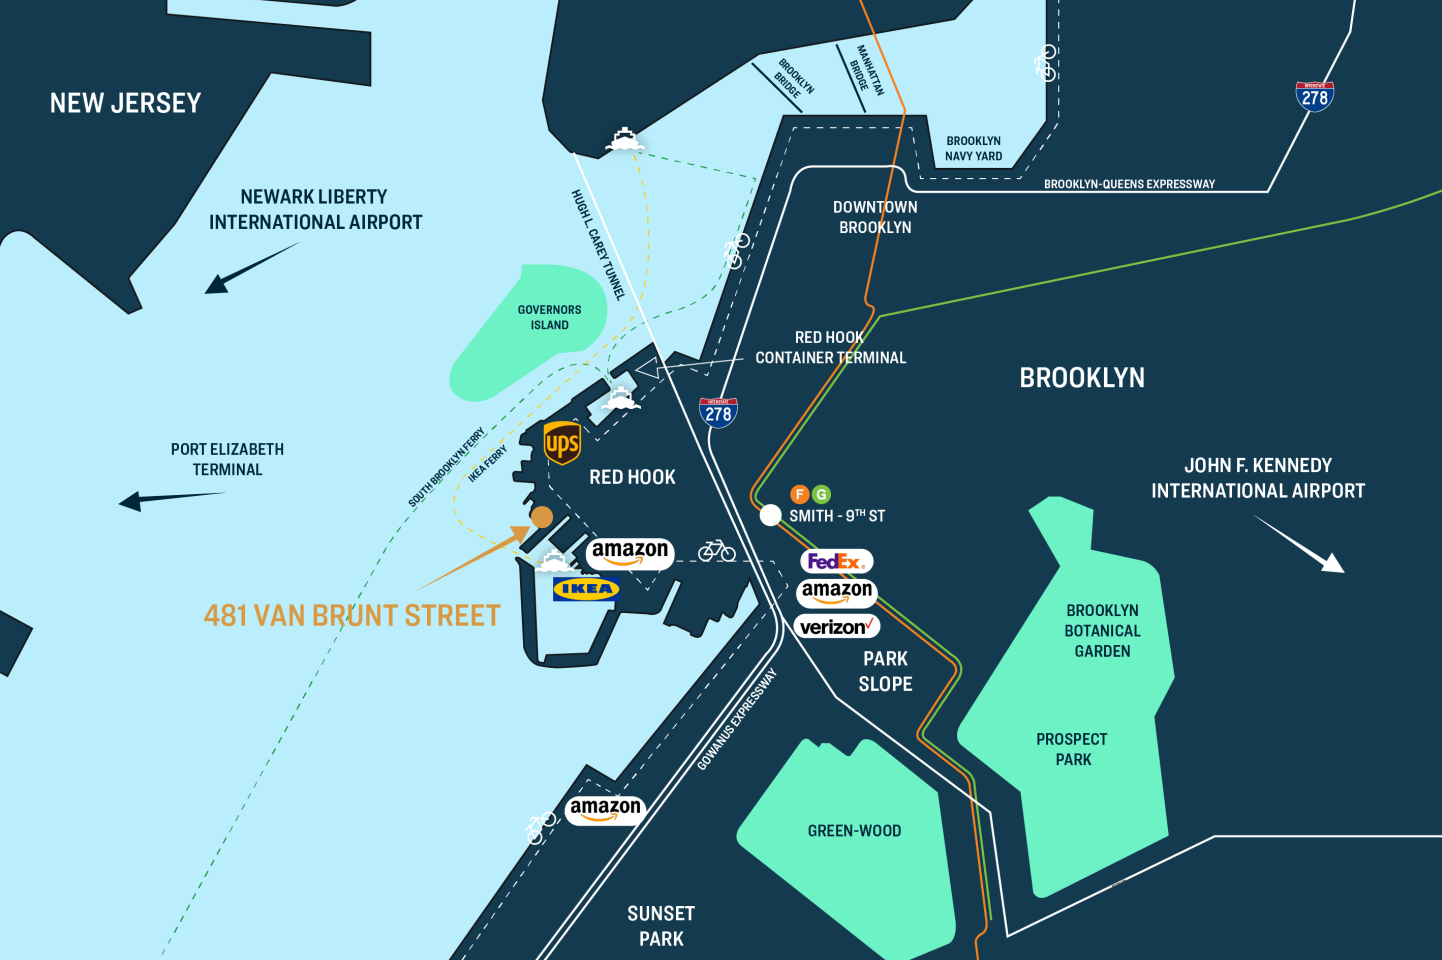 BROOKLYN
BRIDGE
MANHATTAN
BRIDGE
INTERSTATE
278
NEW JERSEY
BROOKLYN
NAVY YARD
BROOKLYN-QUEENS EXPRESSWAY
NEWARK LIBERTY
INTERNATIONAL AIRPORT
HUGH L. CAREY TUNNEL
DOWNTOWN
BROOKLYN
GOVERNORS
ISLAND
RED HOOK
CONTAINER TERMINAL
BROOKLYN
INTERSTATE
278
PORT ELIZABETH
TERMINAL
SOUTH BROOKLYN FERRY
IKEA FERRY
ups
RED HOOK
JOHN F. KENNEDY
INTERNATIONAL AIRPORT
F G
SMITH - 9TH ST
amazon
IKEA
FedEx
amazon
verizon
481 VAN BRUNT STREET
BROOKLYN
BOTANICAL
GARDEN
PARK
SLOPE
GOWANUS EXPRESSWAY
PROSPECT
PARK
amazon
GREEN-WOOD
SUNSET
PARK